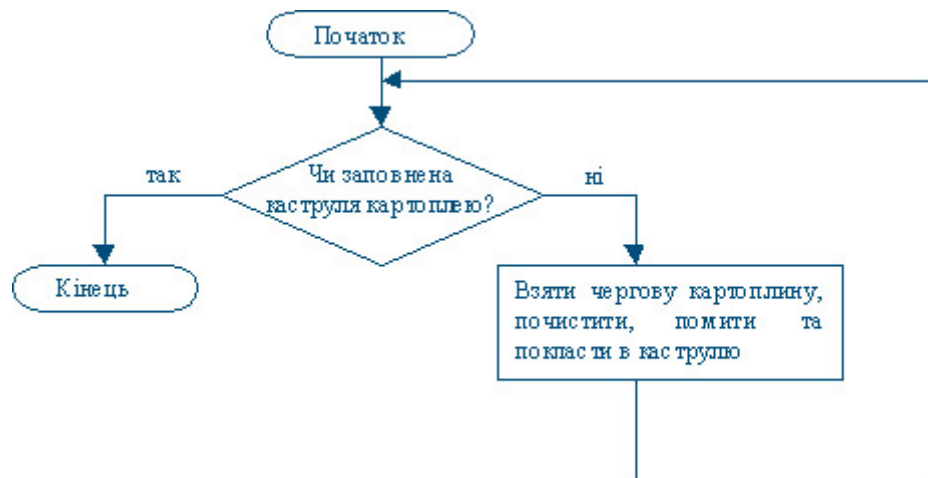 Початок
Чи заповнена
каструля картоплею?
так
ні
Кінець
Взяти чергову картоплину,
почистити, помити та
покласти в каструлю